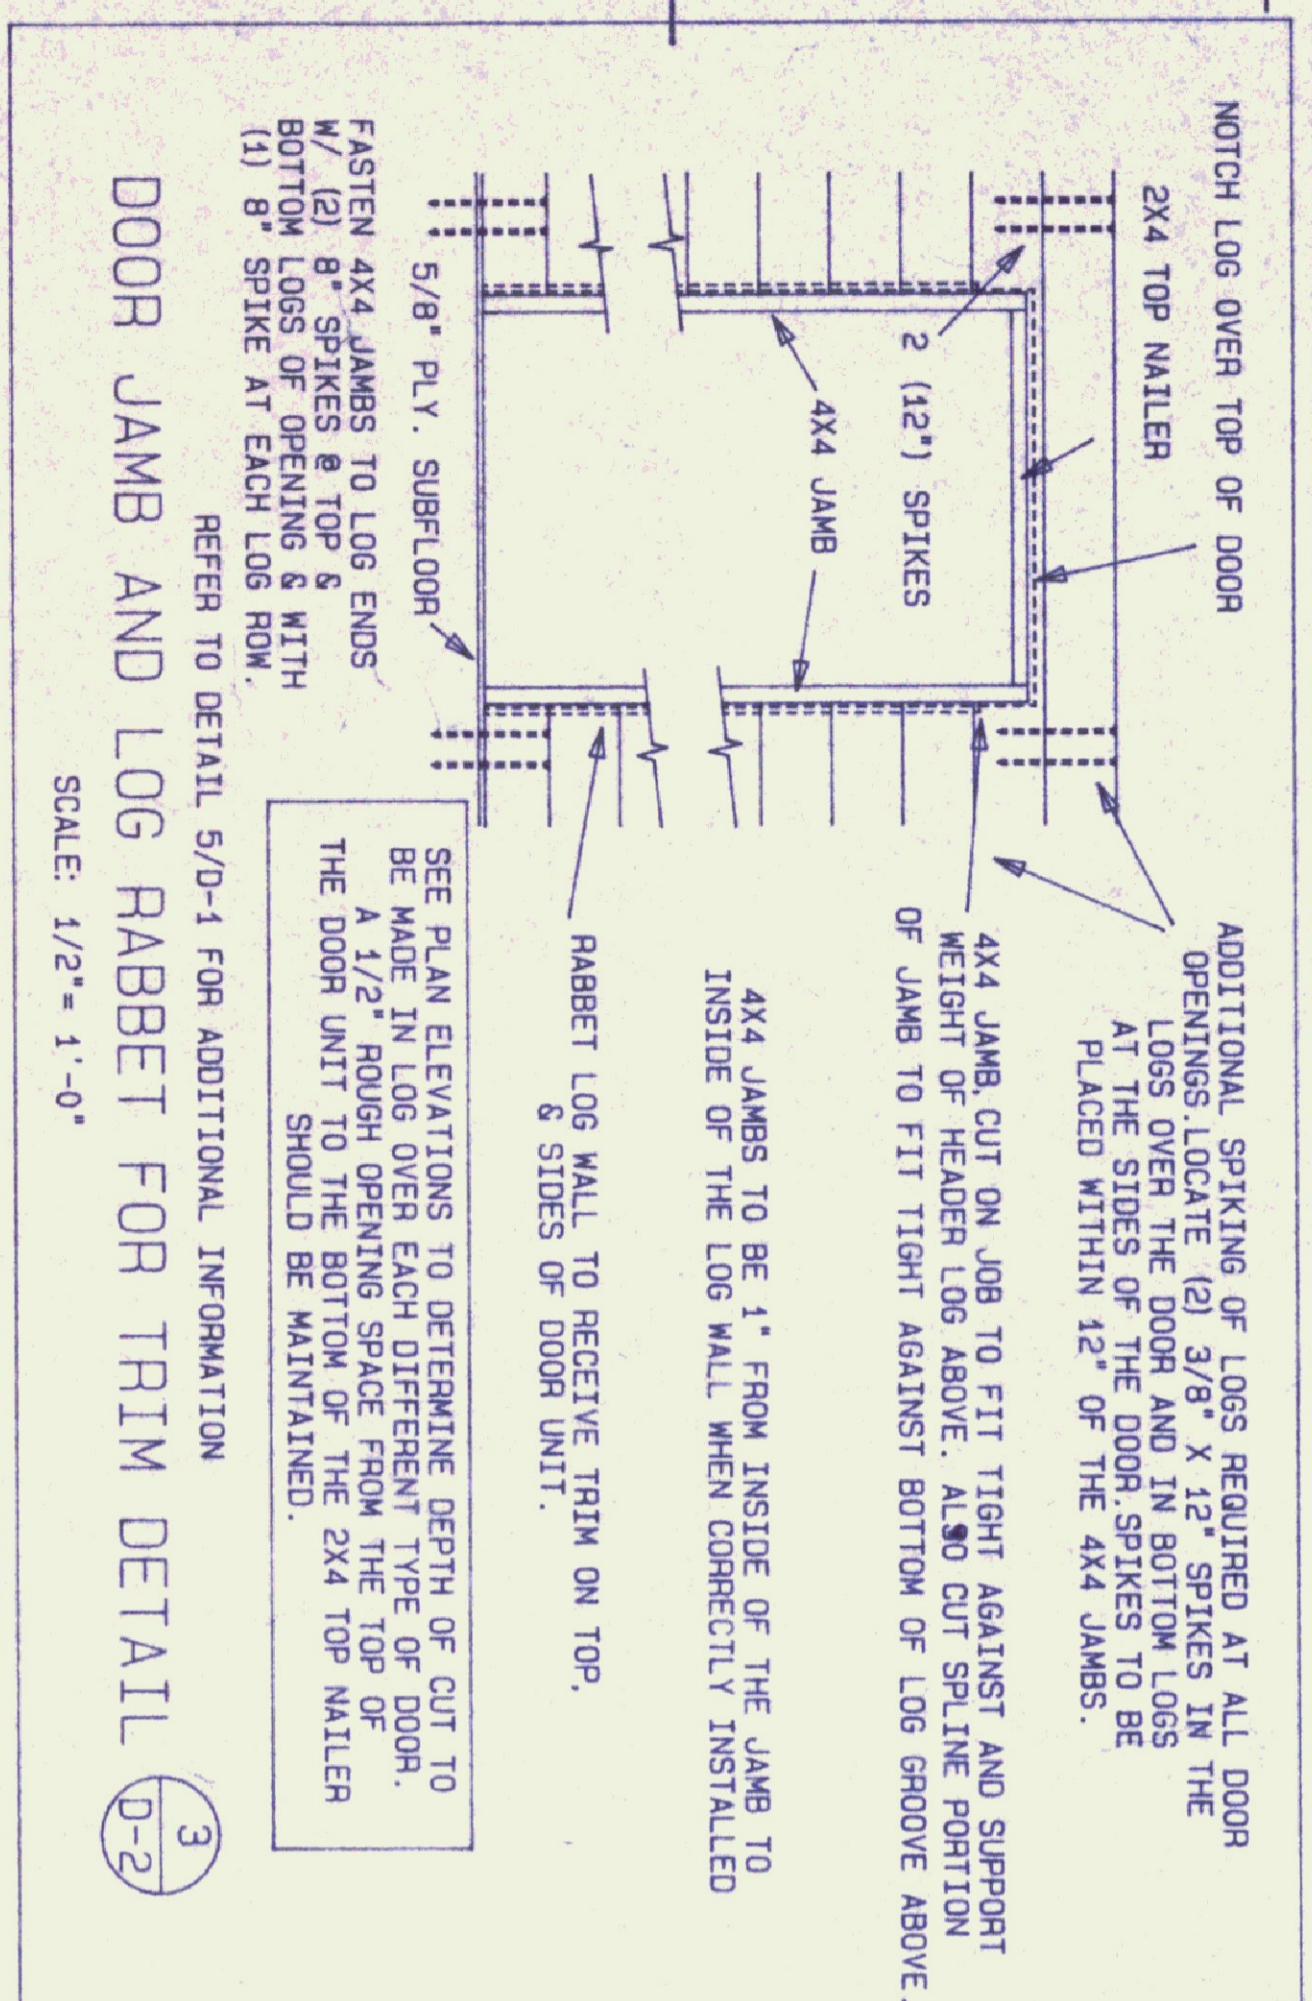 NOTCH LOG OVER TOP OF DOOR
2X4 TOP NAILER
2 (12") SPIKES
4X4 JAMB
5/8" PLY. SUBFLOOR
FASTEN 4X4 JAMBS TO LOG ENDS
W/ (2) 8" SPIKES @ TOP &
BOTTOM LOGS OF OPENING & WITH
(1) 8" SPIKE AT EACH LOG ROW.
ADDITIONAL SPIKING OF LOGS REQUIRED AT ALL DOOR
OPENINGS.LOCATE (2) 3/8" X 12" SPIKES IN THE
LOGS OVER THE DOOR AND IN BOTTOM LOGS
AT THE SIDES OF THE DOOR.SPIKES TO BE
PLACED WITHIN 12" OF THE 4X4 JAMBS.
4X4 JAMB.CUT ON JOB TO FIT TIGHT AGAINST AND SUPPORT
WEIGHT OF HEADER LOG ABOVE. ALSO CUT SPLINE PORTION
OF JAMB TO FIT TIGHT AGAINST BOTTOM OF LOG GROOVE ABOVE.
4X4 JAMBS TO BE 1" FROM INSIDE OF THE JAMB TO
INSIDE OF THE LOG WALL WHEN CORRECTLY INSTALLED
RABBET LOG WALL TO RECEIVE TRIM ON TOP,
& SIDES OF DOOR UNIT.
SEE PLAN ELEVATIONS TO DETERMINE DEPTH OF CUT TO
BE MADE IN LOG OVER EACH DIFFERENT TYPE OF DOOR.
A 1/2" ROUGH OPENING SPACE FROM THE TOP OF
THE DOOR UNIT TO THE BOTTOM OF THE 2X4 TOP NAILER
SHOULD BE MAINTAINED.
REFER TO DETAIL 5/D-1 FOR ADDITIONAL INFORMATION
DOOR JAMB AND LOG RABBET FOR TRIM DETAIL
3
D-2
SCALE: 1/2"= 1'-0"